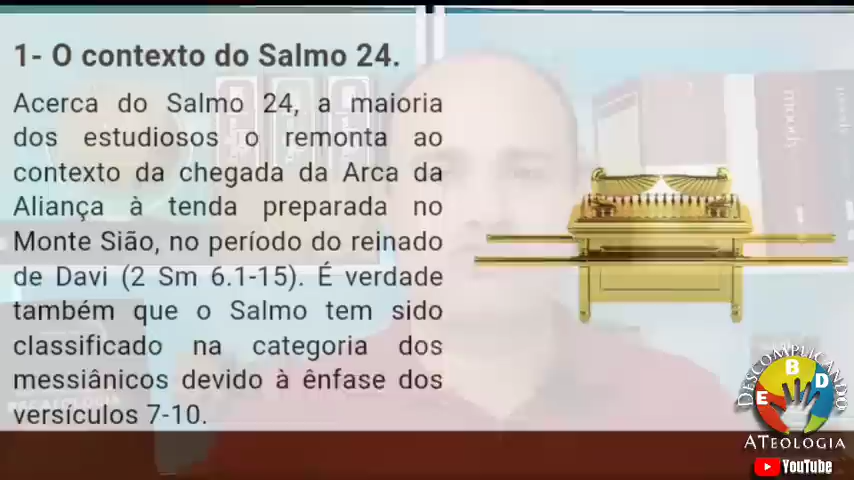 1- O contexto do Salmo 24.
Acerca do Salmo 24, a maioria
dos estudiosos o remonta ao
contexto da chegada da Arca da
Aliança à tenda preparada no
Monte Sião, no período do reinado
de Davi (2 Sm 6.1-15). É verdade
também que o Salmo tem sido
classificado na categoria dos
messiânicos devido à ênfase dos
versículos 7-10.
DESCOMPLICANDO
E B D
ATEOLOGIA
YouTube